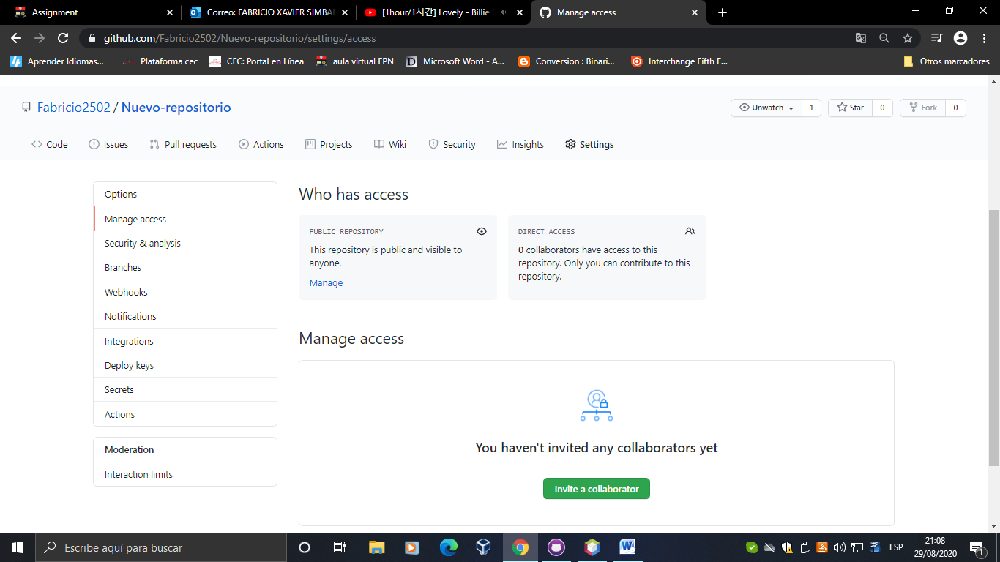 Assignment
Correo: FABRICIO XAVIER SIMBA
[1hour/1시간] Lovely - Billie
Manage access
github.com/Fabricio2502/Nuevo-repositorio/settings/access
Aprender Idiomas...
Plataforma cec
CEC: Portal en Línea
aula virtual EPN
Microsoft Word - A...
Conversion : Binari...
Interchange Fifth E...
Otros marcadores
Fabricio2502 / Nuevo-repositorio
Unwatch 1
Star 0
Fork 0
Code
Issues
Pull requests
Actions
Projects
Wiki
Security
Insights
Settings
Options
Manage access
Security & analysis
Branches
Webhooks
Notifications
Integrations
Deploy keys
Secrets
Actions
Moderation
Interaction limits
Who has access
PUBLIC REPOSITORY
This repository is public and visible to
anyone.
Manage
DIRECT ACCESS
0 collaborators have access to this
repository. Only you can contribute to this
repository.
Manage access
You haven't invited any collaborators yet
Invite a collaborator
Escribe aquí para buscar
ESP
21:08
29/08/2020
1